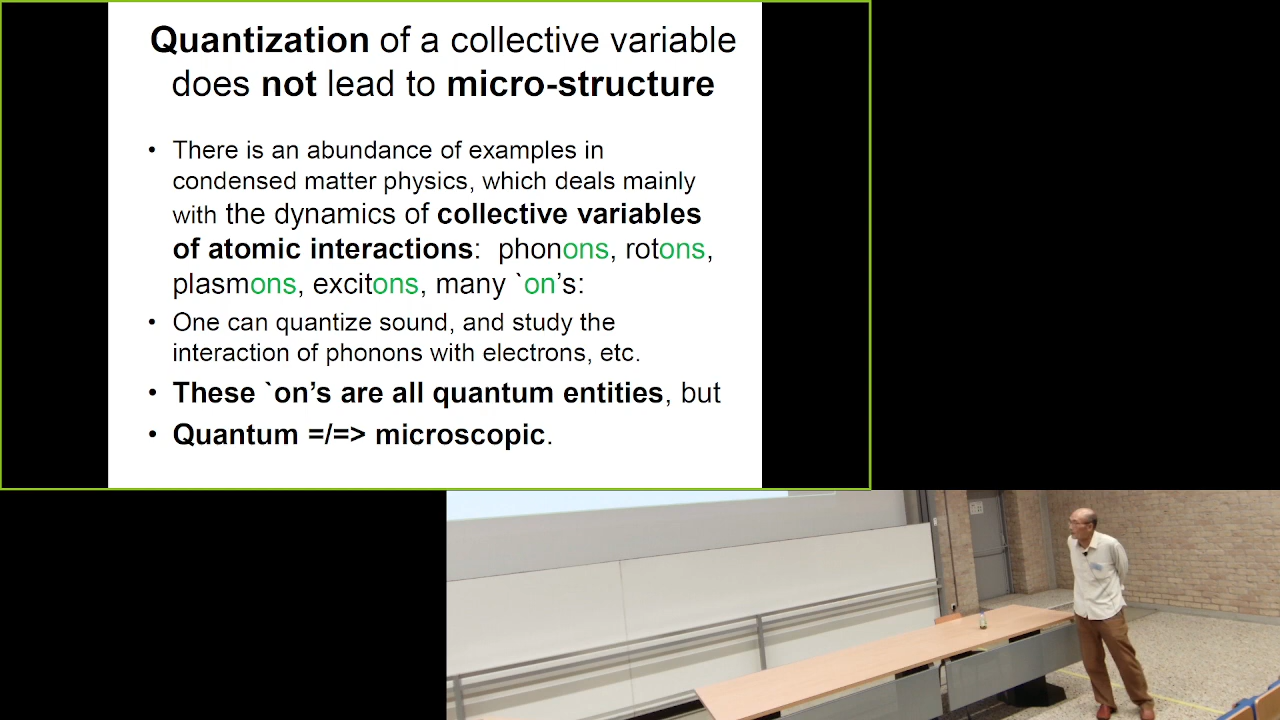 Quantization of a collective variable
does not lead to micro-structure
• There is an abundance of examples in
condensed matter physics, which deals mainly
with the dynamics of collective variables
of atomic interactions: phonons, rotons,
plasmons, excitons, many `on's:
• One can quantize sound, and study the
interaction of phonons with electrons, etc.
• These `on's are all quantum entities, but
• Quantum =/=> microscopic.